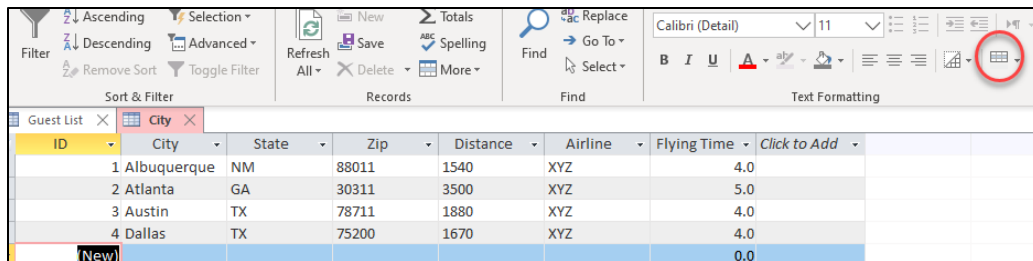 Filter
Ascending
Descending
Remove Sort
Selection
Advanced
Toggle Filter
Sort & Filter
Refresh
All
New
Save
Delete
Totals
Spelling
More
Records
Find
Replace
Go To
Select
Find
Calibri (Detail) 11
B I U A
Text Formatting
Guest List City
ID City State Zip Distance Airline Flying Time Click to Add
1 Albuquerque NM 88011 1540 XYZ 4.0
2 Atlanta GA 30311 3500 XYZ 5.0
3 Austin TX 78711 1880 XYZ 4.0
4 Dallas TX 75200 1670 XYZ 4.0
(New) 0.0